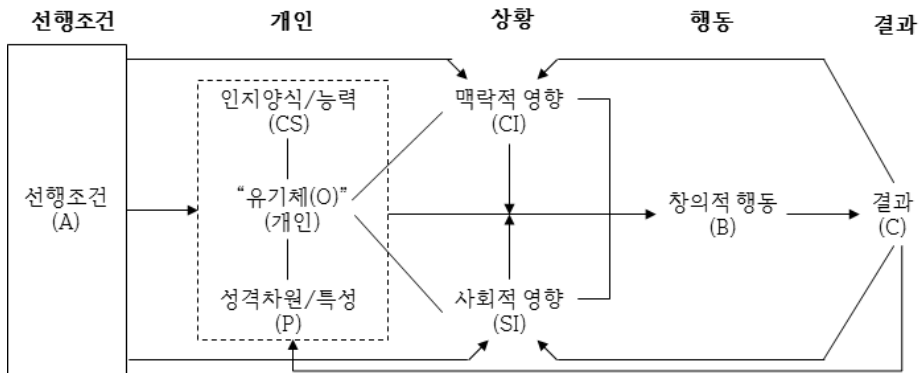 선행조건 개인 상황 행동 결과
인지양식/능력
(CS)
맥락적 영향
(CI)
선행조건
(A)
“유기체(O)”
(개인)
창의적 행동
(B)
결과
(C)
성격차원/특성
(P)
사회적 영향
(SI)